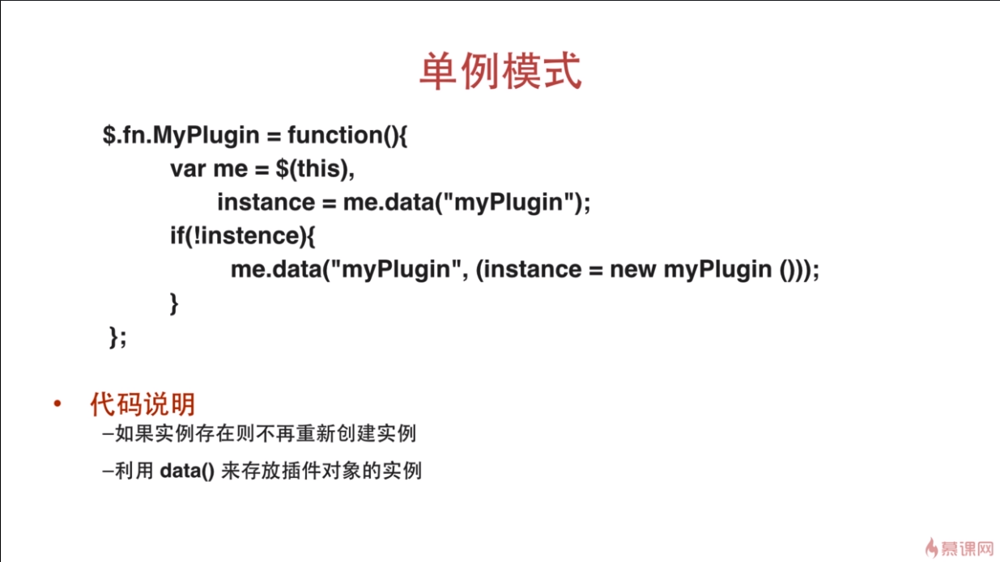 单例模式
$.fn.MyPlugin = function(){
var me = $(this),
instance = me.data("myPlugin");
if(!instence){
me.data("myPlugin", (instance = new myPlugin ()));
}
};
• 代码说明
–如果实例存在则不再重新创建实例
–利用 data() 来存放插件对象的实例
慕课网